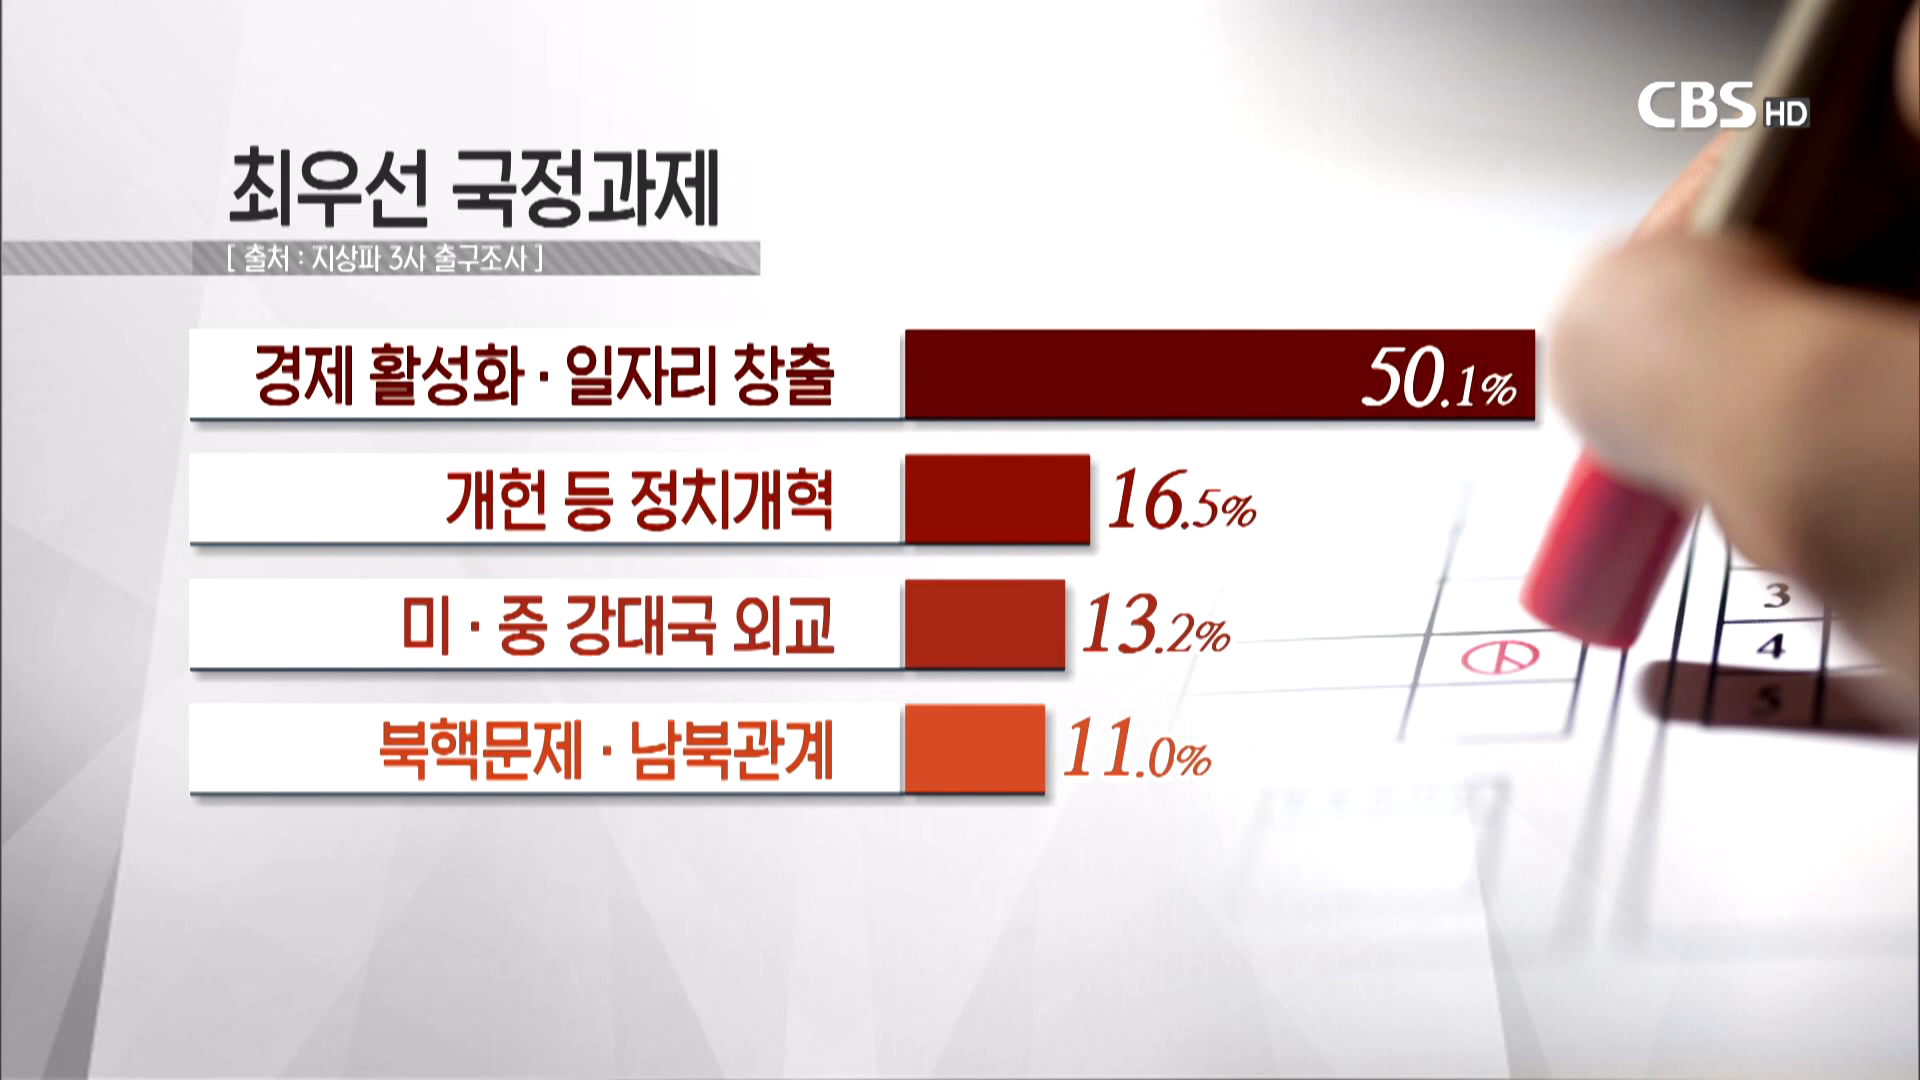 CBS HD
최우선 국정과제
[ 출처 : 지상파 3사 출구조사 ]
경제 활성화 · 일자리 창출 50.1%
개헌 등 정치개혁 16.5%
미 · 중 강대국 외교 13.2%
북핵문제 · 남북관계 11.0%
3
4
5